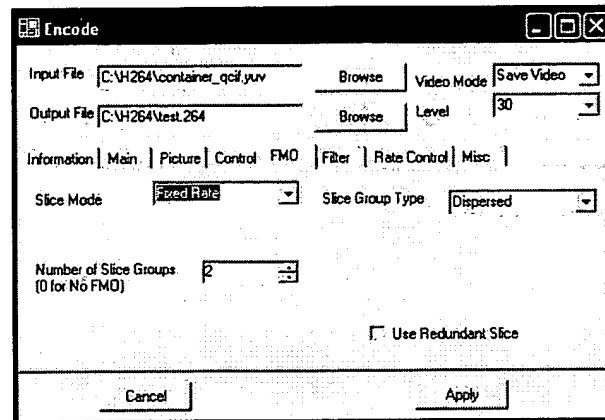 Encode
Input File C:\H264\container_qcif.yuv Browse Video Mode Save Video
Output File C:\H264\test.264 Browse Level 30
Information Main Picture Control FMO Filter Rate Control Misc
Slice Mode Fixed Rate Slice Group Type Dispersed
Number of Slice Groups 2
(0 for No FMO)
Use Redundant Slice
Cancel Apply